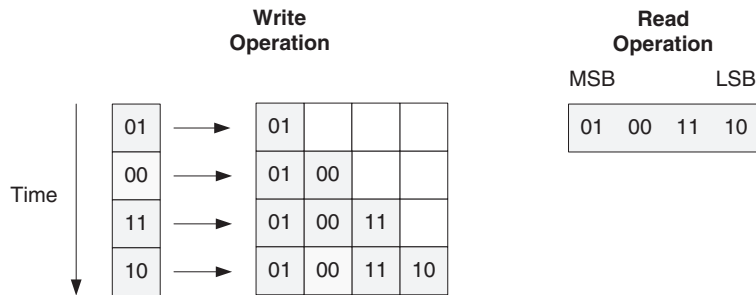 Write
Operation
Read
Operation
MSB LSB
01 01 01 00 11 10
00 01 00
Time
11 01 00 11
10 01 00 11 10